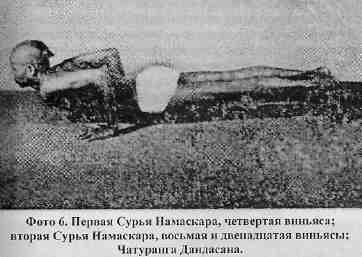 Фото 6. Первая Сурья Намаскара, четвертая виньяса;
вторая Сурья Намаскара, восьмая и двенадцатая виньясы;
Чатуранга Дандасана.